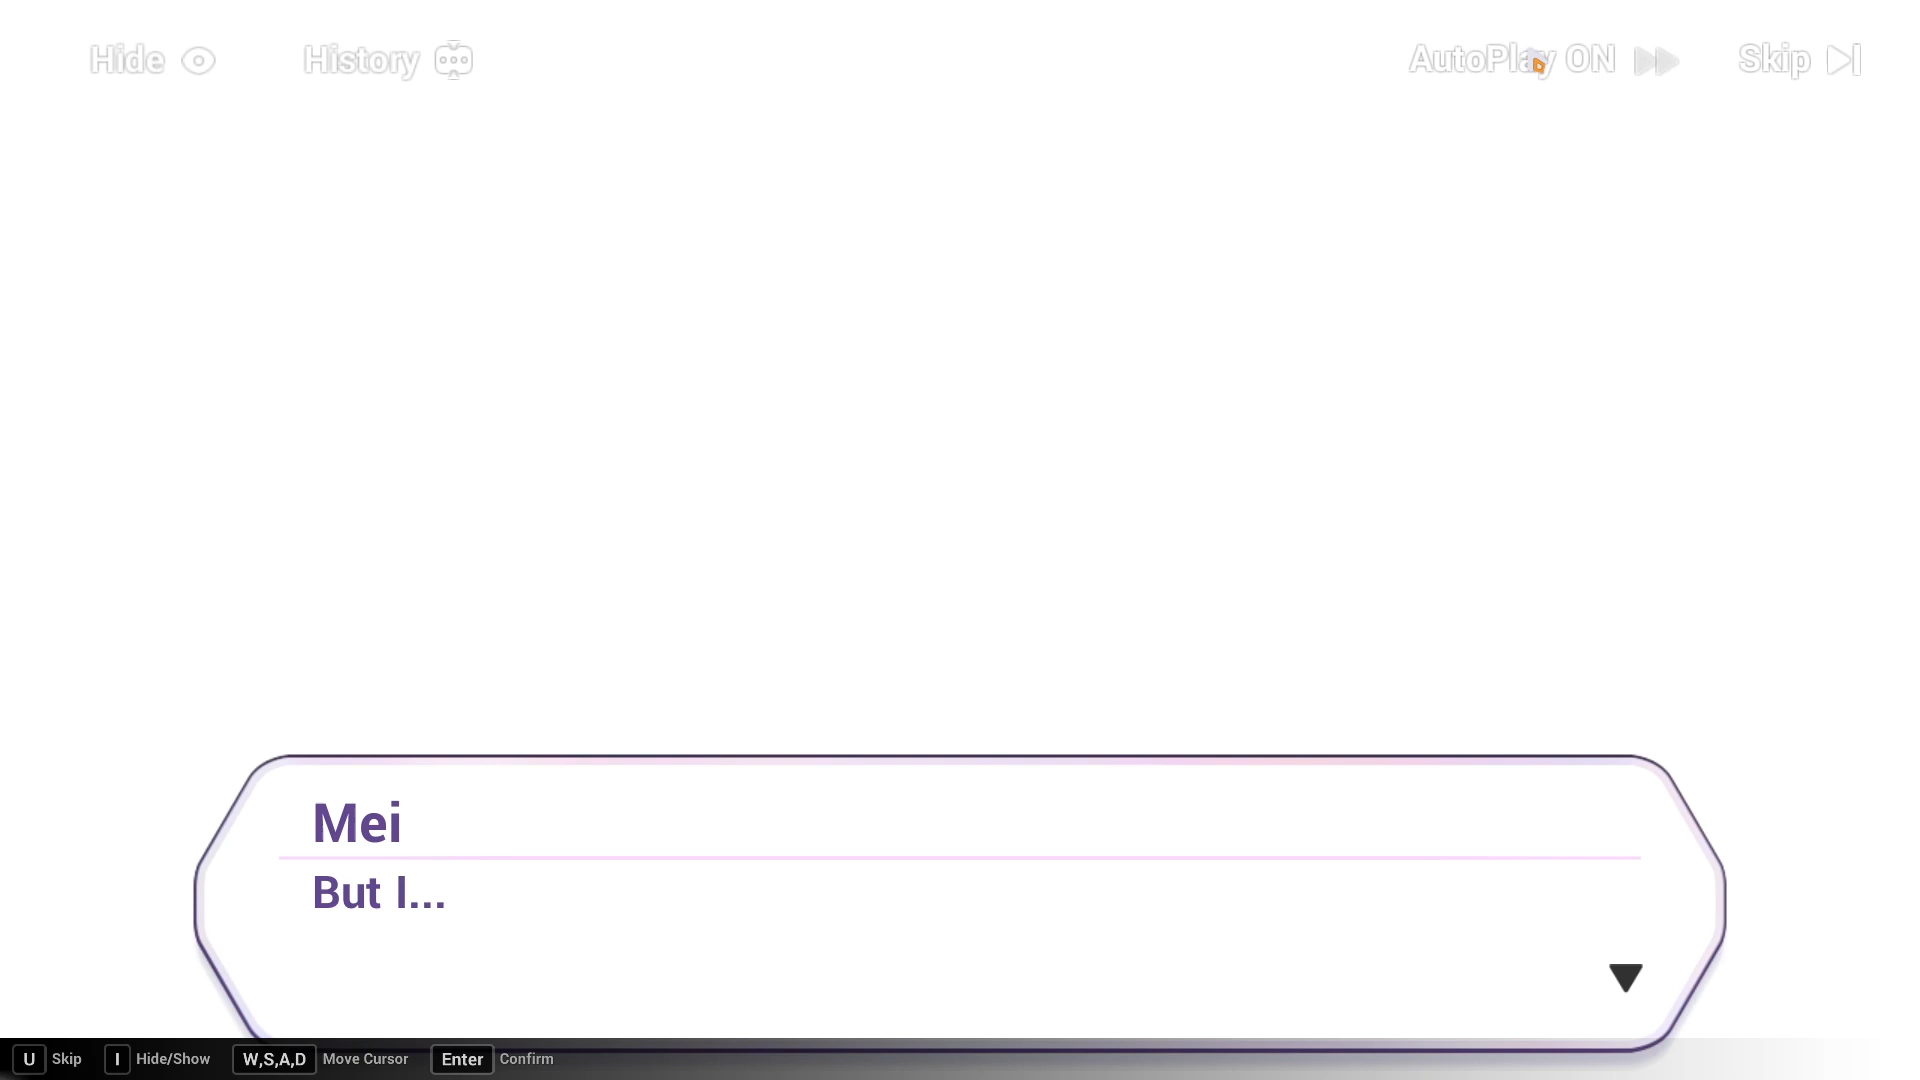 Hide
History
AutoPlay ON
Skip
Mei
But I...
U Skip I Hide/Show W,S,A,D Move Cursor Enter Confirm